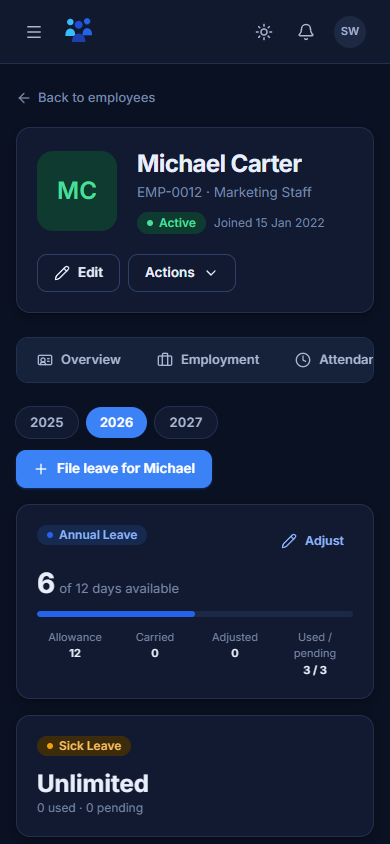 SW
Back to employees
MC
Michael Carter
EMP-0012 · Marketing Staff
Active
Joined 15 Jan 2022
Edit
Actions
Overview
Employment
Attendar
2025
2026
2027
File leave for Michael
Annual Leave
Adjust
6 of 12 days available
Allowance
12
Carried
0
Adjusted
0
Used /
pending
3 / 3
Sick Leave
Unlimited
0 used · 0 pending